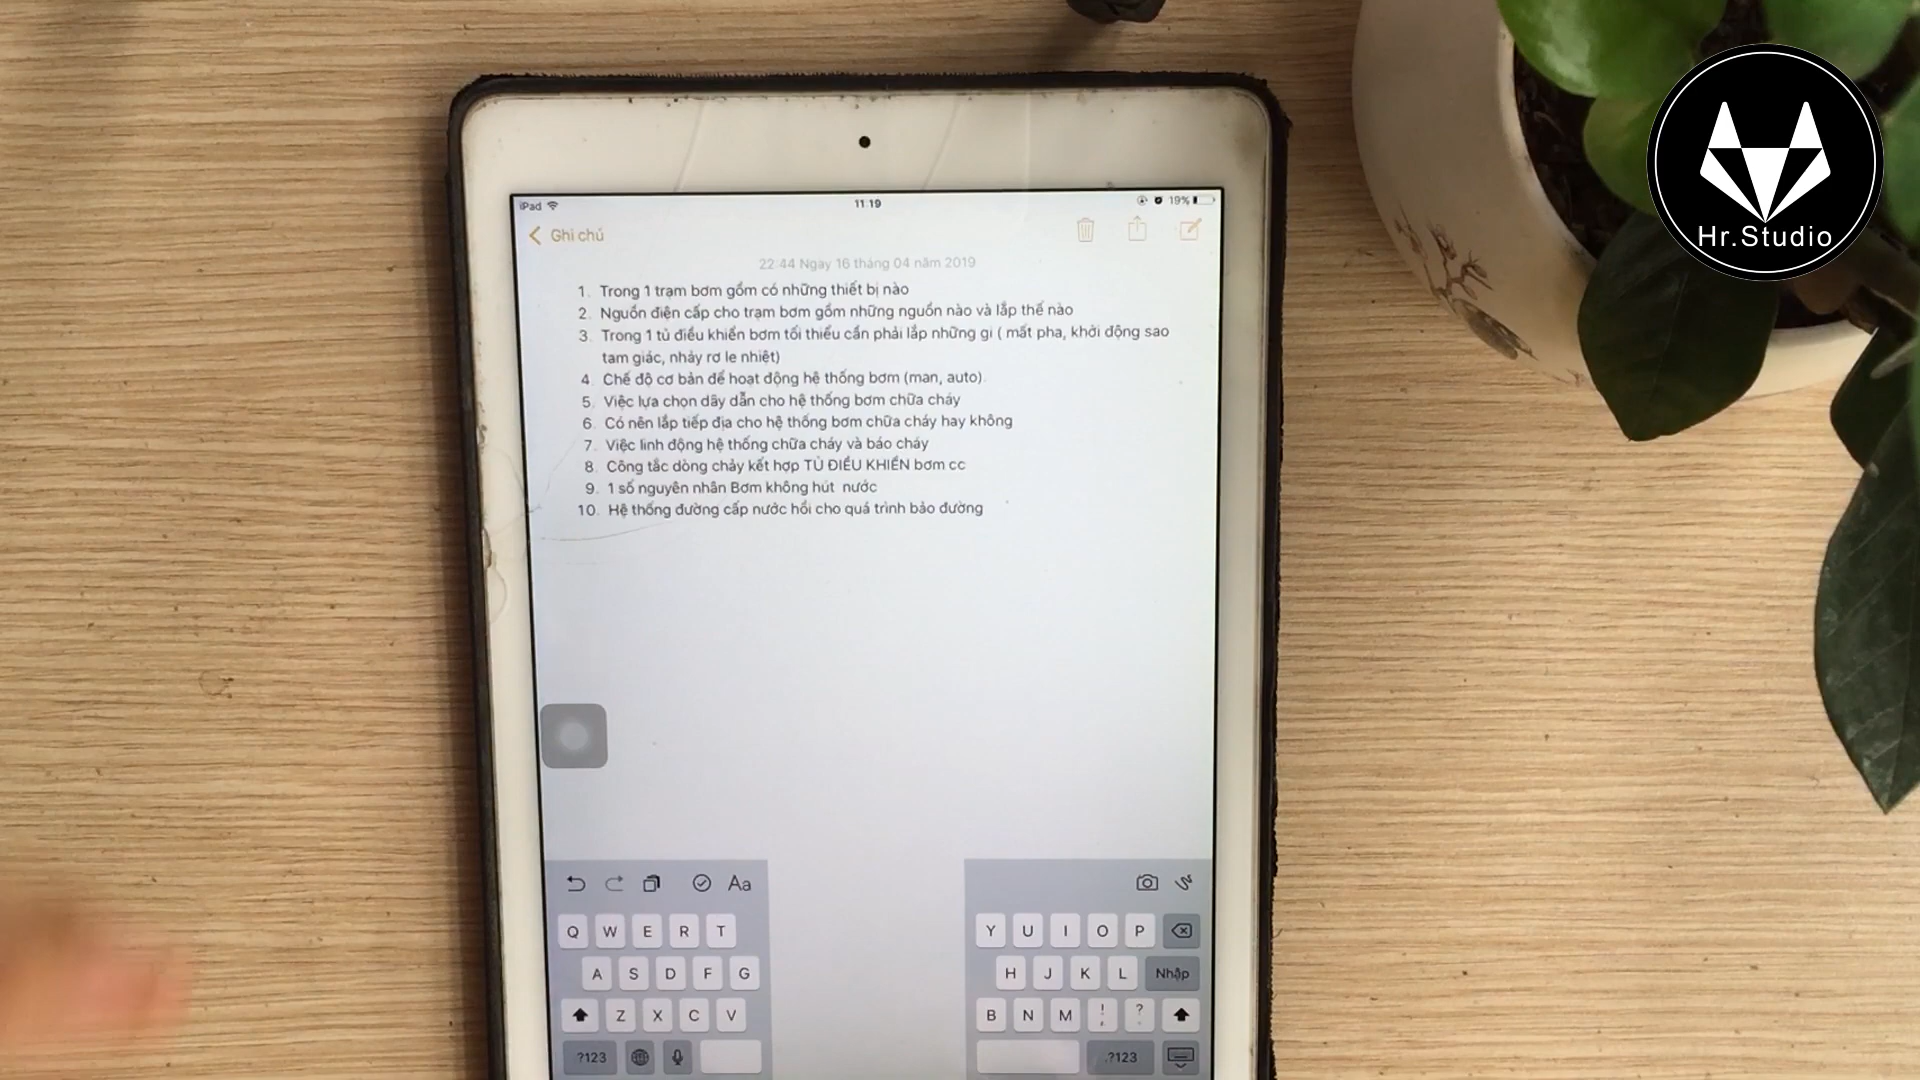 Hr.Studio
iPad 11:19 19%
Ghi chú
22:44 Ngày 16 tháng 04 năm 2019
1. Trong 1 trạm bơm gồm có những thiết bị nào
2. Nguồn điện cấp cho trạm bơm gồm những nguồn nào và lắp thế nào
3. Trong 1 tủ điều khiển bơm tối thiểu cần phải lắp những gì ( mất pha, khởi động sao
tam giác, nhảy rơ le nhiệt)
4. Chế độ cơ bản để hoạt động hệ thống bơm (man, auto)
5. Việc lựa chọn dây dẫn cho hệ thống bơm chữa cháy
6. Có nên lắp tiếp địa cho hệ thống bơm chữa cháy hay không
7. Việc linh động hệ thống chữa cháy và báo cháy
8. Công tắc dòng chảy kết hợp TỦ ĐIỀU KHIỂN bơm cc
9. 1 số nguyên nhân Bơm không hút nước
10. Hệ thống đường cấp nước hồi cho quá trình bảo đường
Aa
Q W E R T Y U I O P
A S D F G H J K L Nhập
Z X C V B N M ! , ? .
?123 .?123